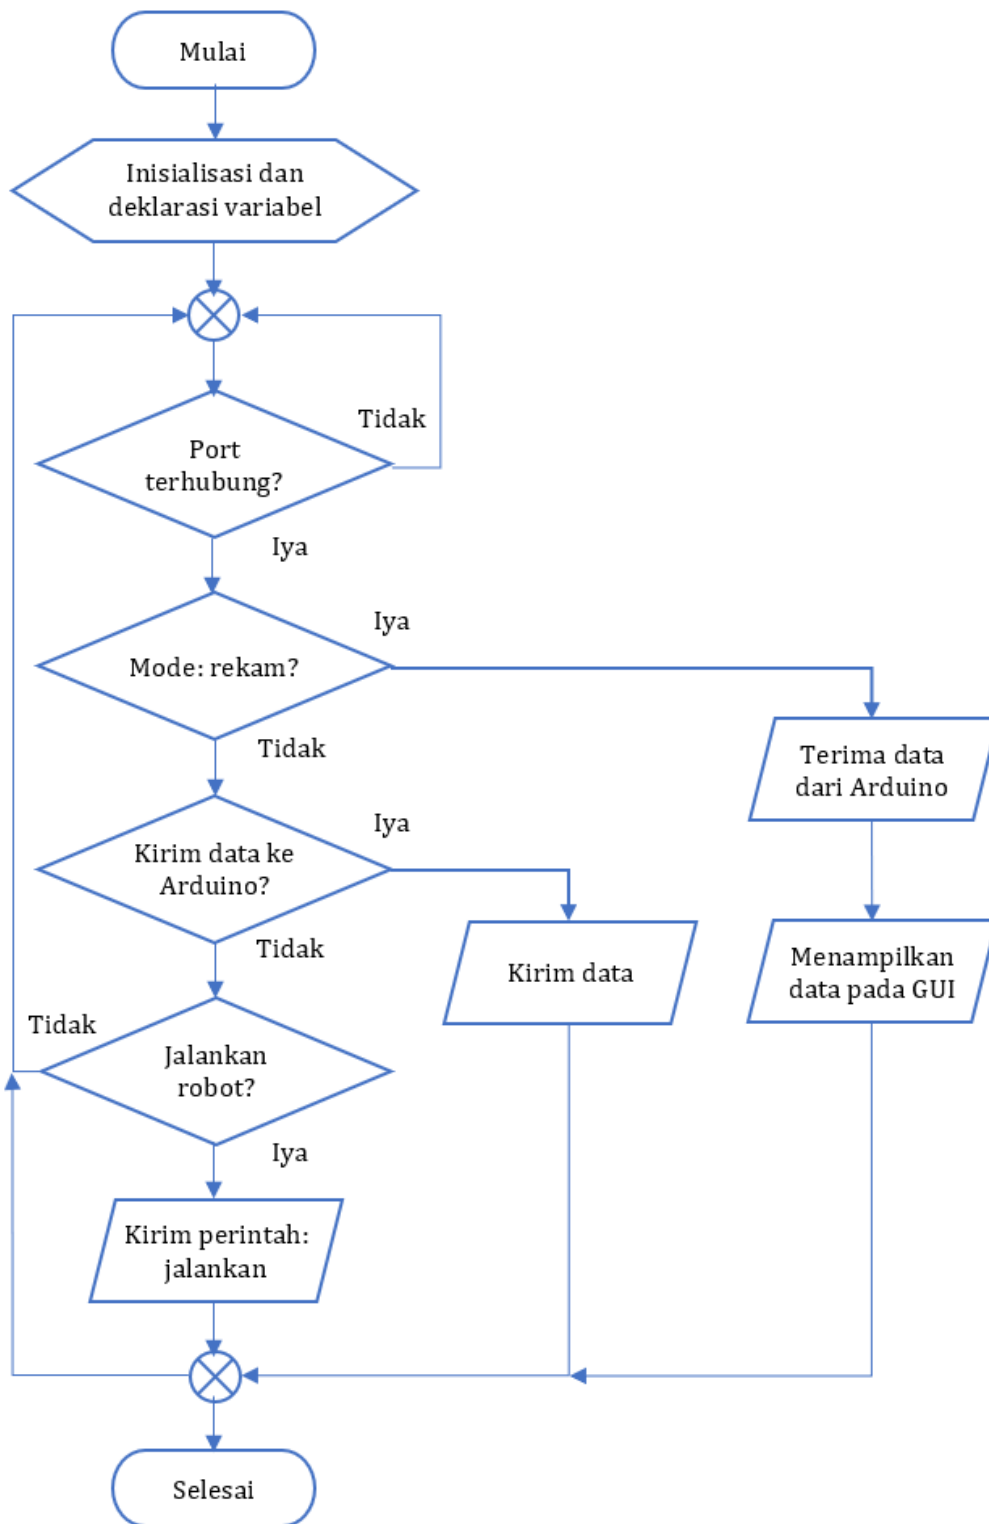 Mulai
Inisialisasi dan
deklarasi variabel
Tidak
Port
terhubung?
Iya
Iya
Mode: rekam?
Tidak
Terima data
dari Arduino
Iya
Kirim data ke
Arduino?
Tidak
Kirim data
Menampilkan
data pada GUI
Tidak
Jalankan
robot?
Iya
Kirim perintah:
jalankan
Selesai